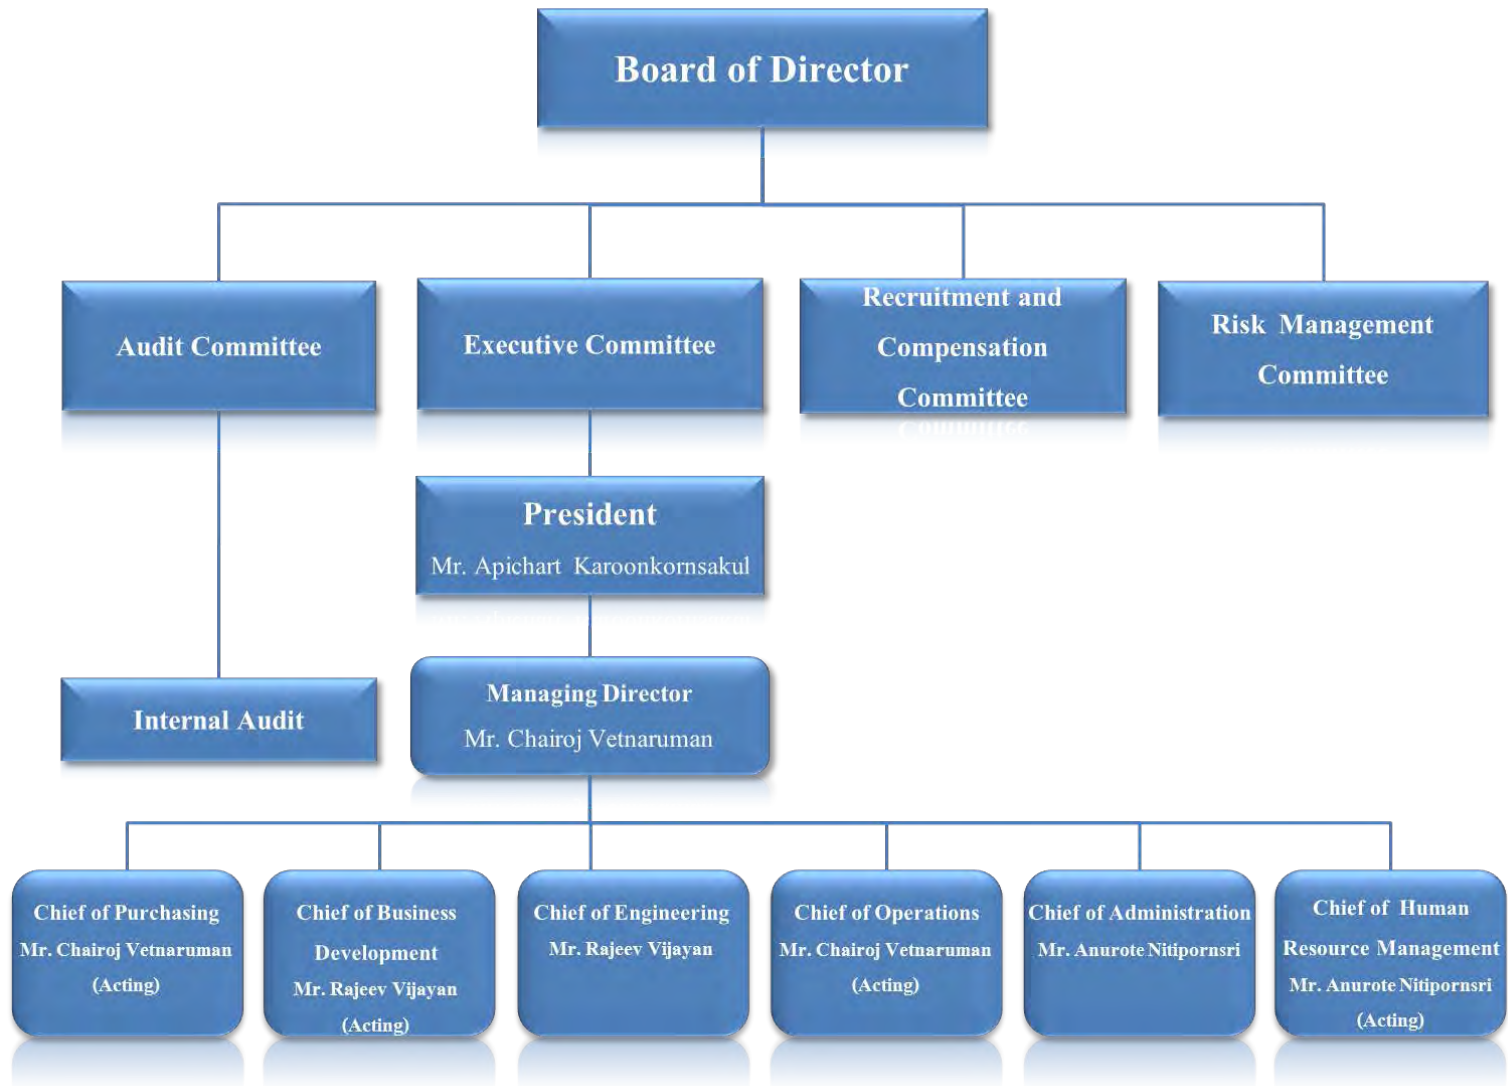 Board of Director
Audit Committee
Executive Committee
Recruitment and
Compensation
Committee
Risk Management
Committee
President
Mr. Apichart Karoonkornsakul
Internal Audit
Managing Director
Mr. Chairoj Vetnaruman
Chief of Purchasing
Mr. Chairoj Vetnaruman
(Acting)
Chief of Business
Development
Mr. Rajeev Vijayan
(Acting)
Chief of Engineering
Mr. Rajeev Vijayan
Chief of Operations
Mr. Chairoj Vetnaruman
(Acting)
Chief of Administration
Mr. Anurote Nitipornsri
Chief of Human
Resource Management
Mr. Anurote Nitipornsri
(Acting)